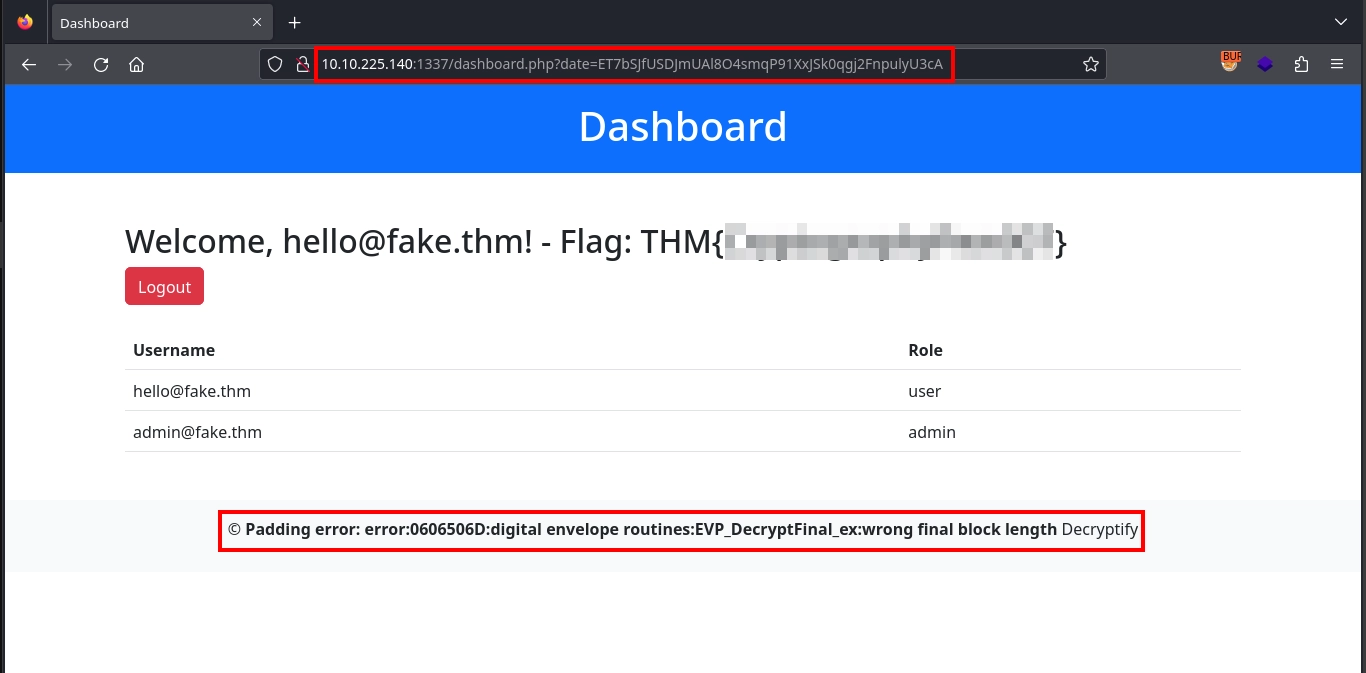 Dashboard
10.10.225.140:1337/dashboard.php?date=ET7bSJfUSDJmUAl8O4smqP91XxJSk0qgj2FnpulyU3cA
BUR
Dashboard
Welcome, hello@fake.thm! - Flag: THM{ }
Logout
Username Role
hello@fake.thm user
admin@fake.thm admin
© Padding error: error:0606506D:digital envelope routines:EVP_DecryptFinal_ex:wrong final block length Decryptify